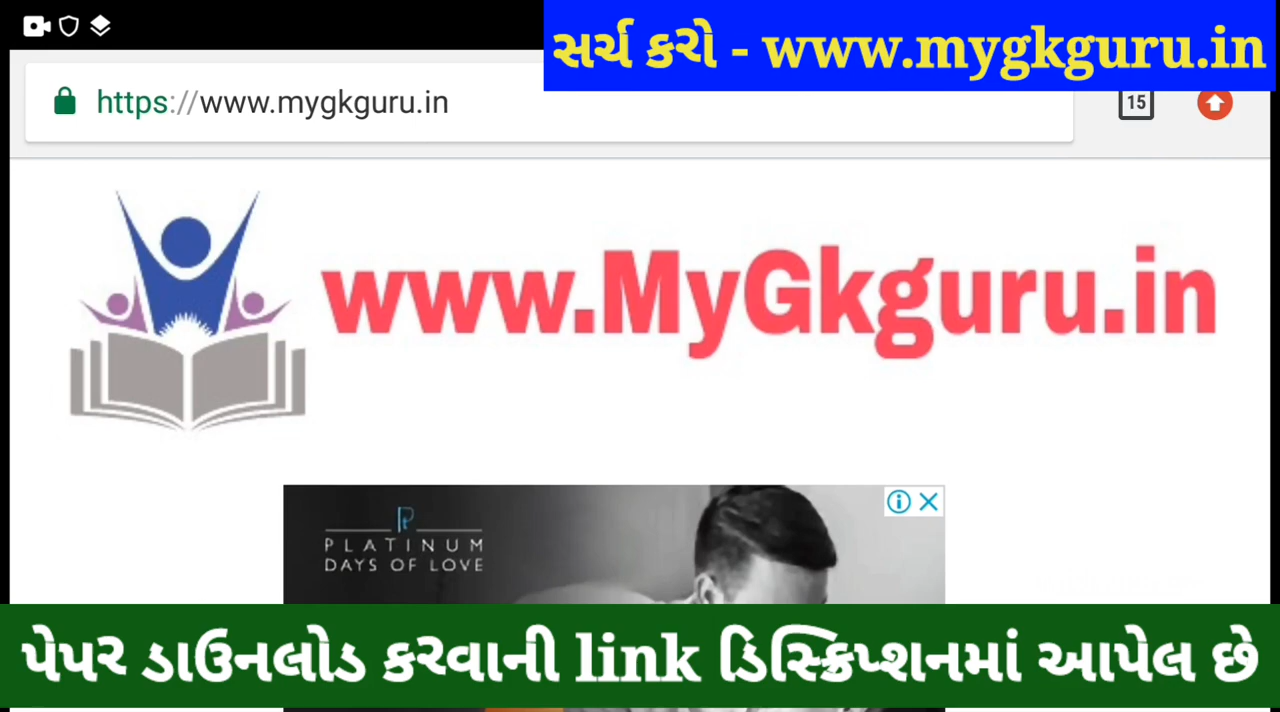 સર્ચ કરો - www.mygkguru.in
https://www.mygkguru.in
15
www.MyGkguru.in
PLATINUM
DAYS OF LOVE
પેપર ડાઉનલોડ કરવાની link ડિસ્ક્રિપ્શનમાં આપેલ છે